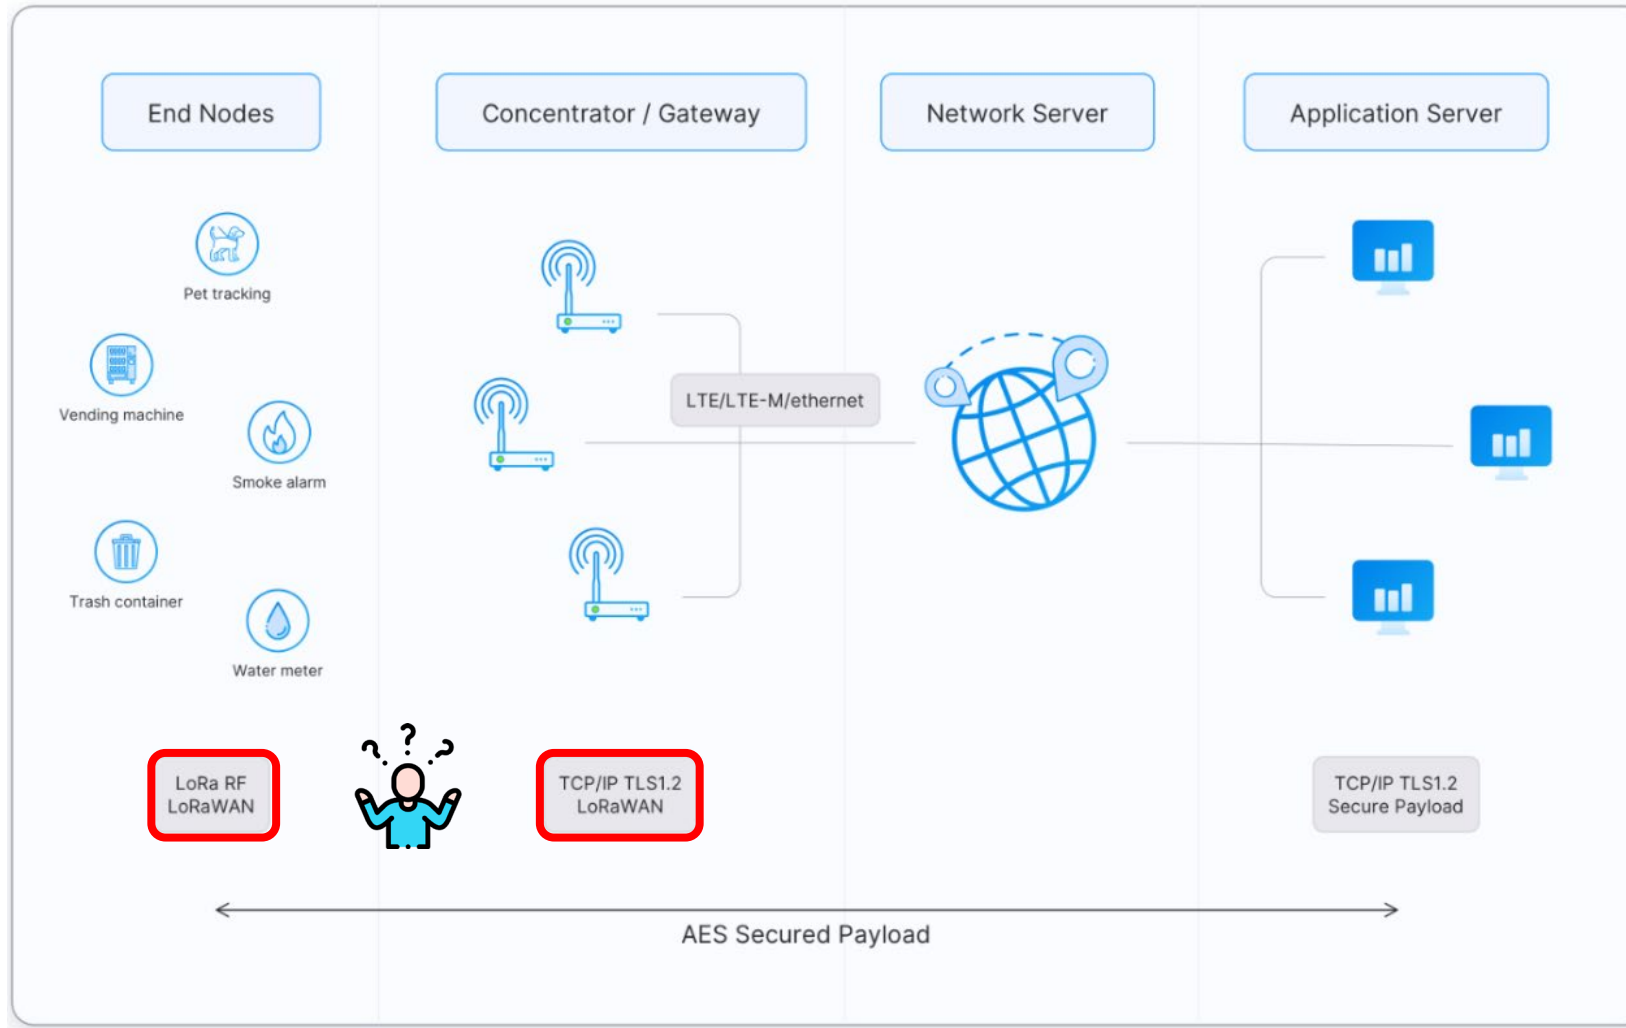 End Nodes
Concentrator / Gateway
Network Server
Application Server
Pet tracking
Vending machine
Smoke alarm
Trash container
Water meter
LTE/LTE-M/ethernet
? ? ?
LoRa RF
LoRaWAN
TCP/IP TLS1.2
LoRaWAN
TCP/IP TLS1.2
Secure Payload
AES Secured Payload